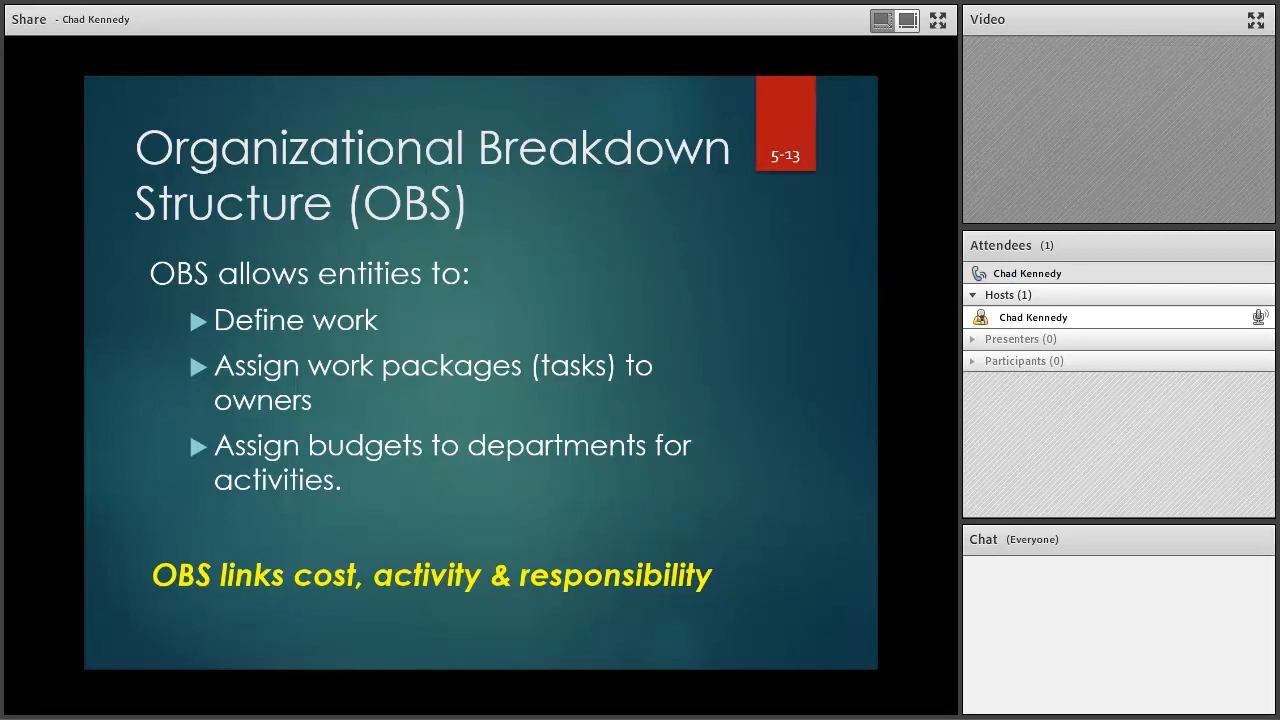 Share - Chad Kennedy
5-13
Organizational Breakdown
Structure (OBS)
OBS allows entities to:
Define work
Assign work packages (tasks) to
owners
Assign budgets to departments for
activities.
OBS links cost, activity & responsibility
Video
Attendees (1)
Chad Kennedy
Hosts (1)
Chad Kennedy
Presenters (0)
Participants (0)
Chat (Everyone)